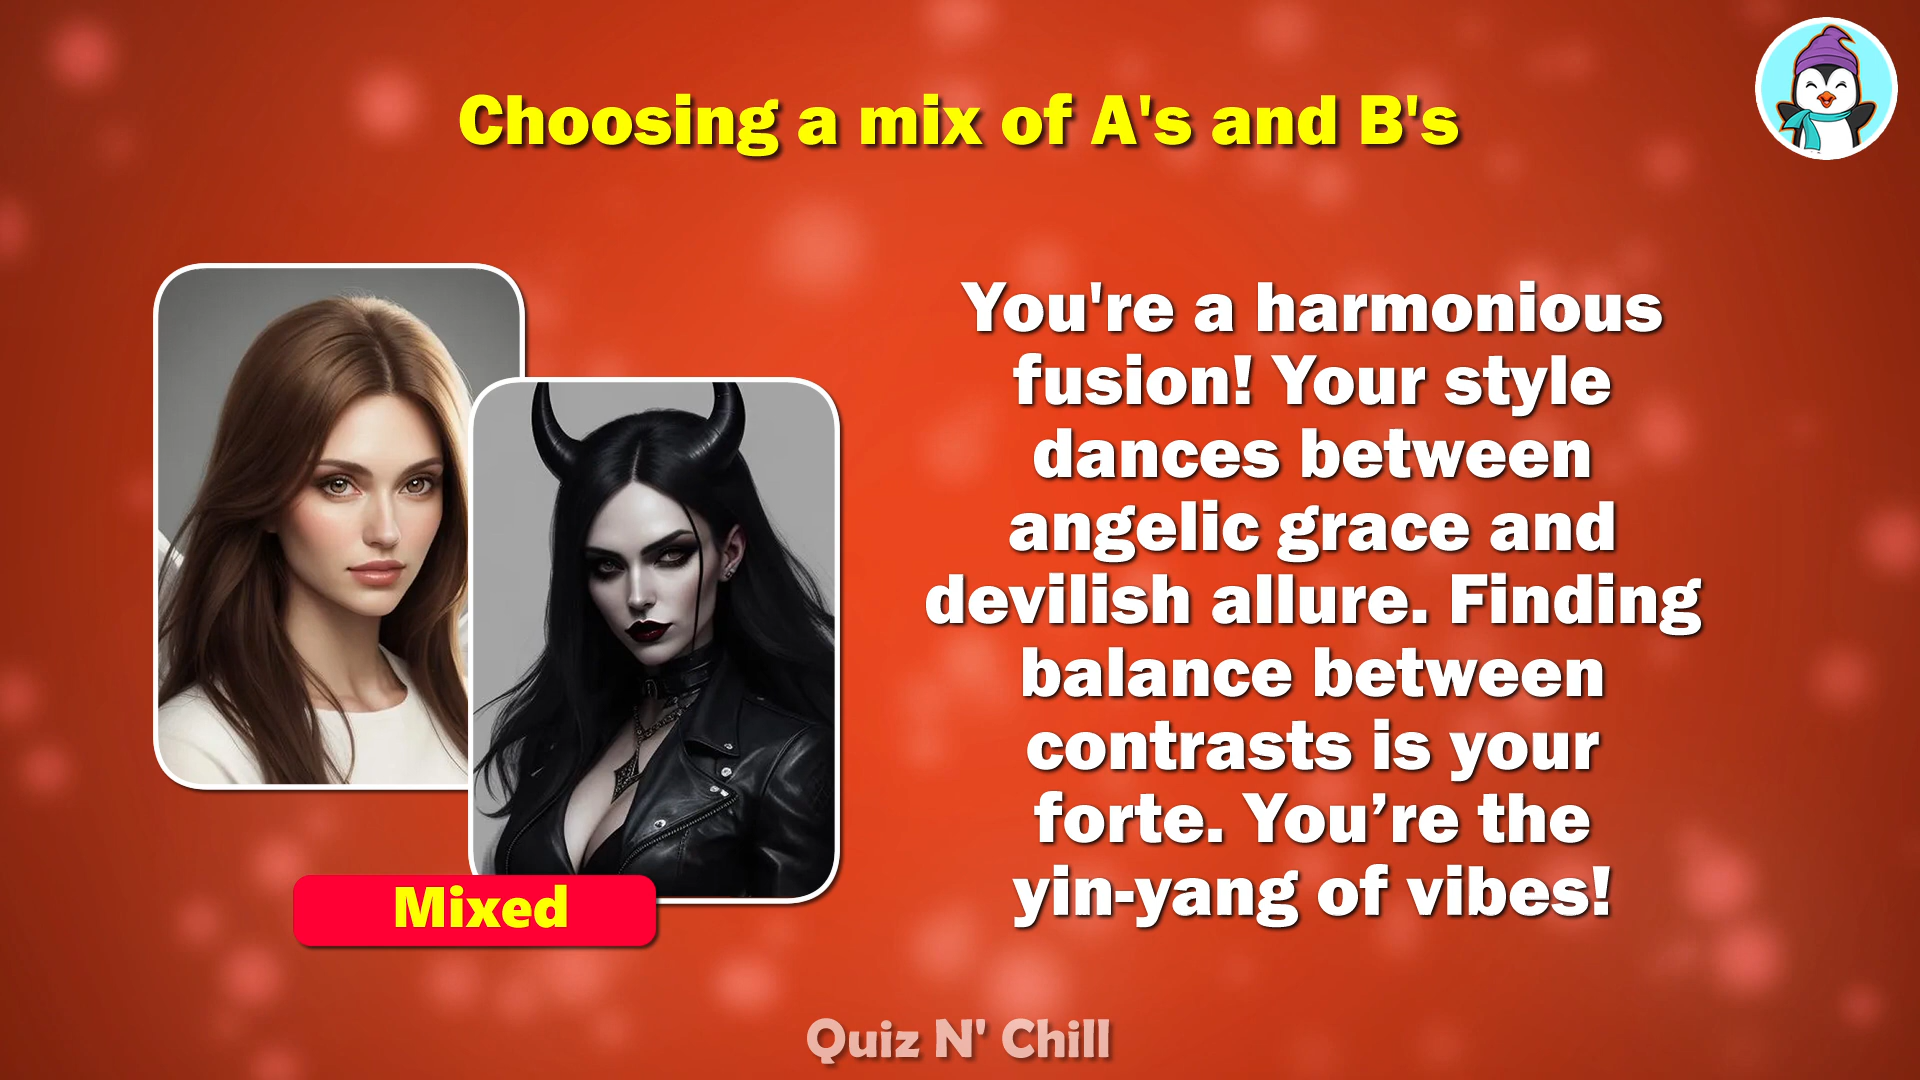 Choosing a mix of A's and B's
You're a harmonious
fusion! Your style
dances between
angelic grace and
devilish allure. Finding
balance between
contrasts is your
forte. You’re the
yin-yang of vibes!
Mixed
Quiz N' Chill